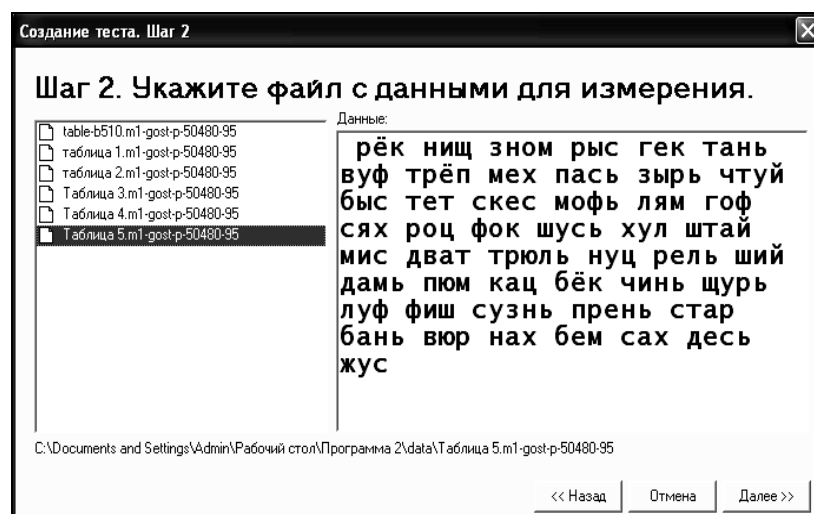 Создание теста. Шаг 2
Шаг 2. Укажите файл с данными для измерения.
table-b510.m1-gost-p-50480-95
таблица 1.m1-gost-p-50480-95
таблица 2.m1-gost-p-50480-95
Таблица 3.m1-gost-p-50480-95
Таблица 4.m1-gost-p-50480-95
Таблица 5.m1-gost-p-50480-95
Данные:
рёк нищ зном рыс гек тань
вуф трёп мех пась зырь чтуй
быс тет скес мофь лям гоф
сях роц фок шусь хул штай
мис дват трюль нуц рель ший
дамь пюм кац бёк чинь щурь
луф фиш сузнь прень стар
бань вюр нах бем сах десь
жус
C:\Documents and Settings\Admin\Рабочий стол\Программа 2\data\Таблица 5.m1-gost-p-50480-95
<< Назад
Отмена
Далее >>